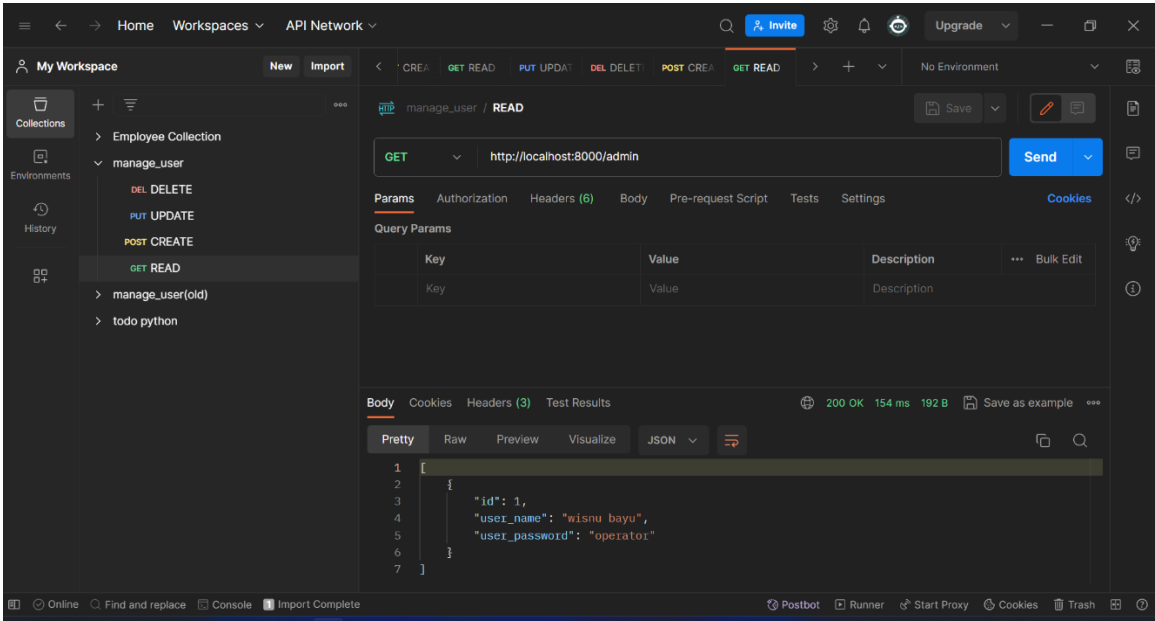 Home Workspaces API Network Invite Upgrade
My Workspace New Import CREA GET READ PUT UPDAT DEL DELET POST CREA GET READ No Environment
Collections
Environments
History
Employee Collection
manage_user
DEL DELETE
PUT UPDATE
POST CREATE
GET READ
manage_user(old)
todo python
HTTP manage_user / READ Save
GET http://localhost:8000/admin Send
Params Authorization Headers (6) Body Pre-request Script Tests Settings Cookies
Query Params
Key Value Description Bulk Edit
Key Value Description
Body Cookies Headers (3) Test Results 200 OK 154 ms 192 B Save as example
Pretty Raw Preview Visualize JSON
1 [
2 {
3 "id": 1,
4 "user_name": "wisnu bayu",
5 "user_password": "operator"
6 }
7 ]
Online Find and replace Console 1 Import Complete Postbot Runner Start Proxy Cookies Trash